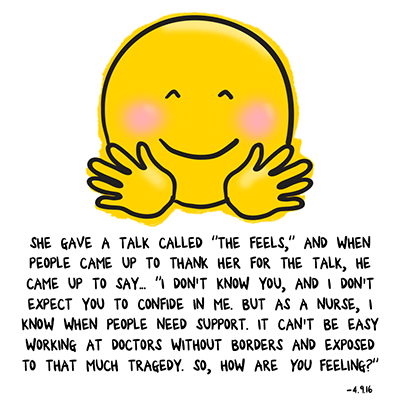 SHE GAVE A TALK CALLED "THE FEELS," AND WHEN
PEOPLE CAME UP TO THANK HER FOR THE TALK, HE
CAME UP TO SAY... "I DON'T KNOW YOU, AND I DON'T
EXPECT YOU TO CONFIDE IN ME. BUT AS A NURSE, I
KNOW WHEN PEOPLE NEED SUPPORT. IT CAN'T BE EASY
WORKING AT DOCTORS WITHOUT BORDERS AND EXPOSED
TO THAT MUCH TRAGEDY. SO, HOW ARE YOU FEELING?"
-4.9.16